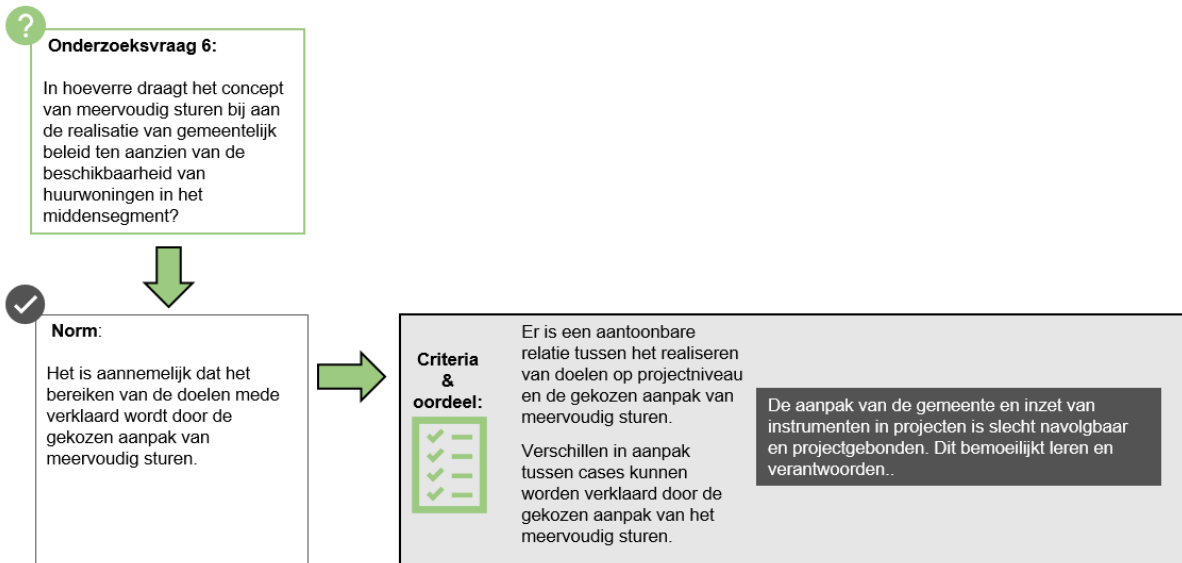 ?
Onderzoeksvraag 6:
In hoeverre draagt het concept
van meervoudig sturen bij aan
de realisatie van gemeentelijk
beleid ten aanzien van de
beschikbaarheid van
huurwoningen in het
middensegment?
Norm:
Het is aannemelijk dat het
bereiken van de doelen mede
verklaard wordt door de
gekozen aanpak van
meervoudig sturen.
Criteria
&
oordeel:
Er is een aantoonbare
relatie tussen het realiseren
van doelen op projectniveau
en de gekozen aanpak van
meervoudig sturen.
Verschillen in aanpak
tussen cases kunnen
worden verklaard door de
gekozen aanpak van het
meervoudig sturen.
De aanpak van de gemeente en inzet van
instrumenten in projecten is slecht navolgbaar
en projectgebonden. Dit bemoeilijkt leren en
verantwoorden..